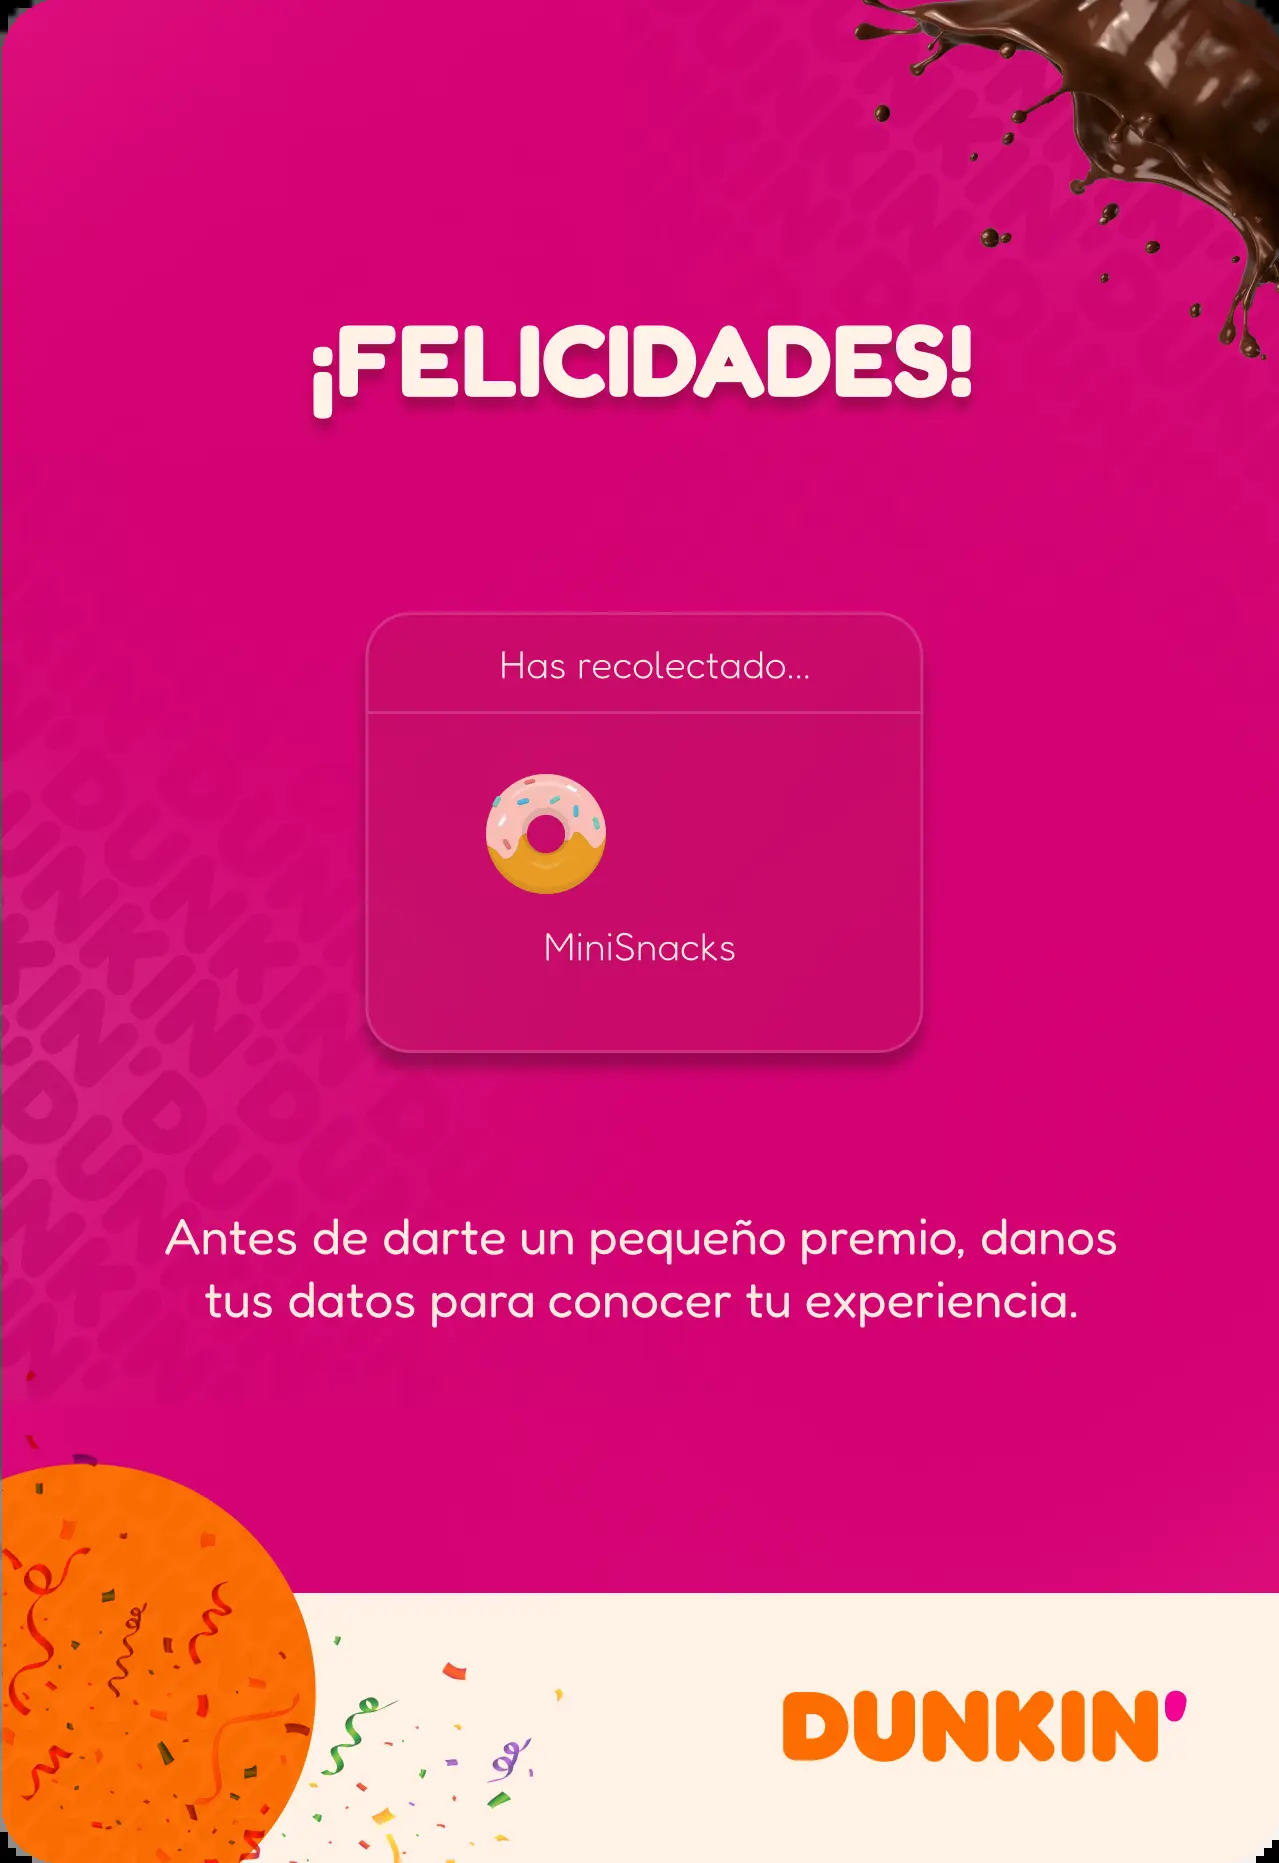 ¡FELICIDADES!
Has recolectado...
MiniSnacks
Antes de darte un pequeño premio, danos
tus datos para conocer tu experiencia.
DUNKIN'